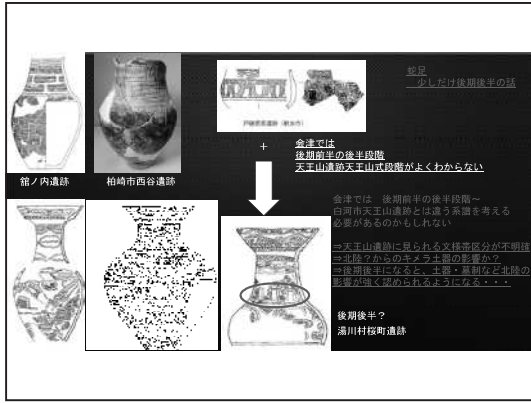 蛇足
少しだけ後期後半の話
舘ノ内遺跡
柏崎市西谷遺跡
+
会津では
後期前半の後半段階
天王山遺跡天王山式段階がよくわからない
会津では 後期前半の後半段階～
白河市天王山遺跡とは違う系譜を考える
必要があるのかもしれない
⇒天王山遺跡に見られる文様帯区分が不明確
⇒北陸？からのキメラ土器の影響か？
⇒後期後半になると、土器・墓制など北陸の
影響が強く認められるようになる・・・
後期後半？
湯川村桜町遺跡